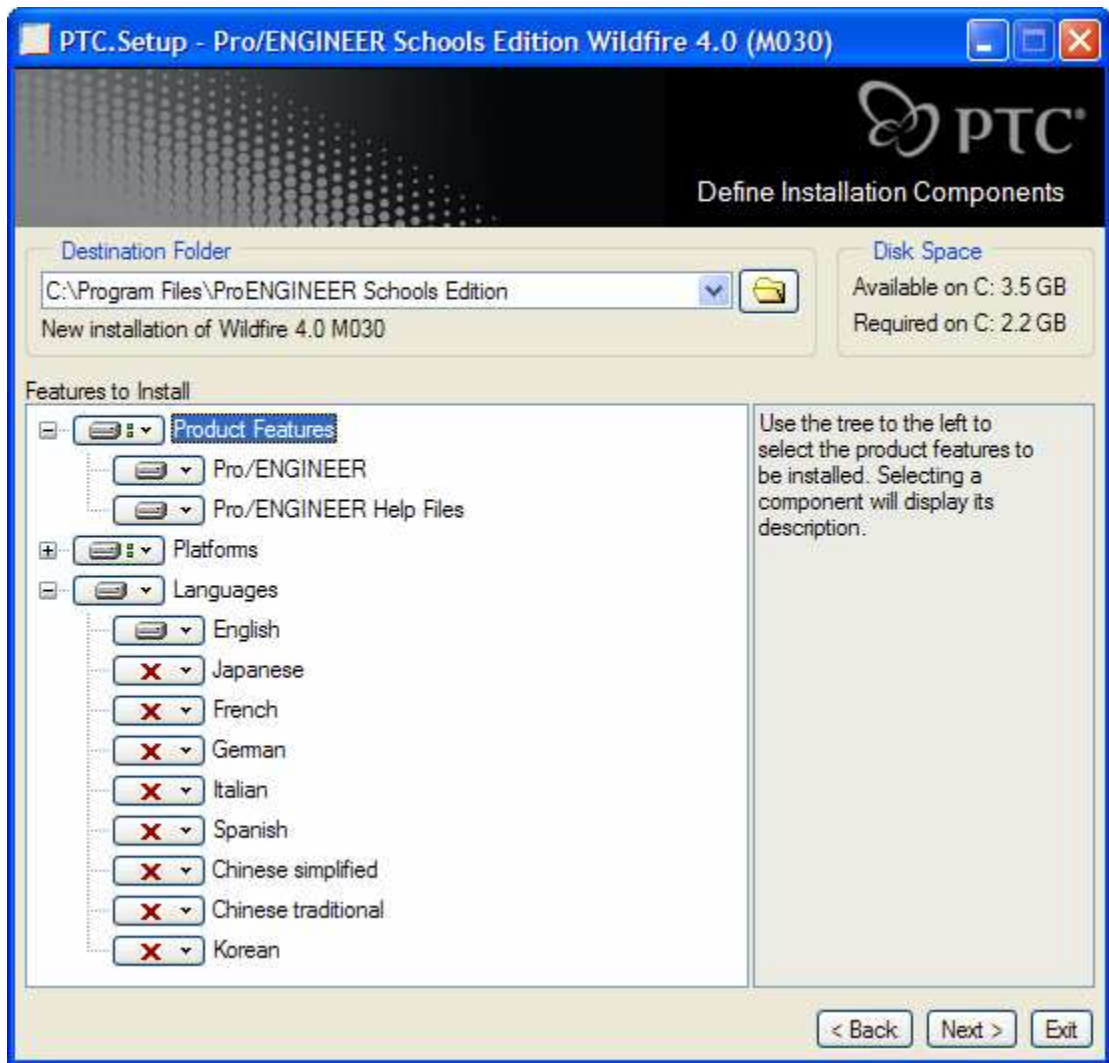 PTC.Setup - Pro/ENGINEER Schools Edition Wildfire 4.0 (M030)
PTC®
Define Installation Components
Destination Folder
C:\Program Files\ProENGINEER Schools Edition
New installation of Wildfire 4.0 M030
Disk Space
Available on C: 3.5 GB
Required on C: 2.2 GB
Features to Install
Product Features
Pro/ENGINEER
Pro/ENGINEER Help Files
Platforms
Languages
English
Japanese
French
German
Italian
Spanish
Chinese simplified
Chinese traditional
Korean
Use the tree to the left to
select the product features to
be installed. Selecting a
component will display its
description.
< Back
Next >
Exit